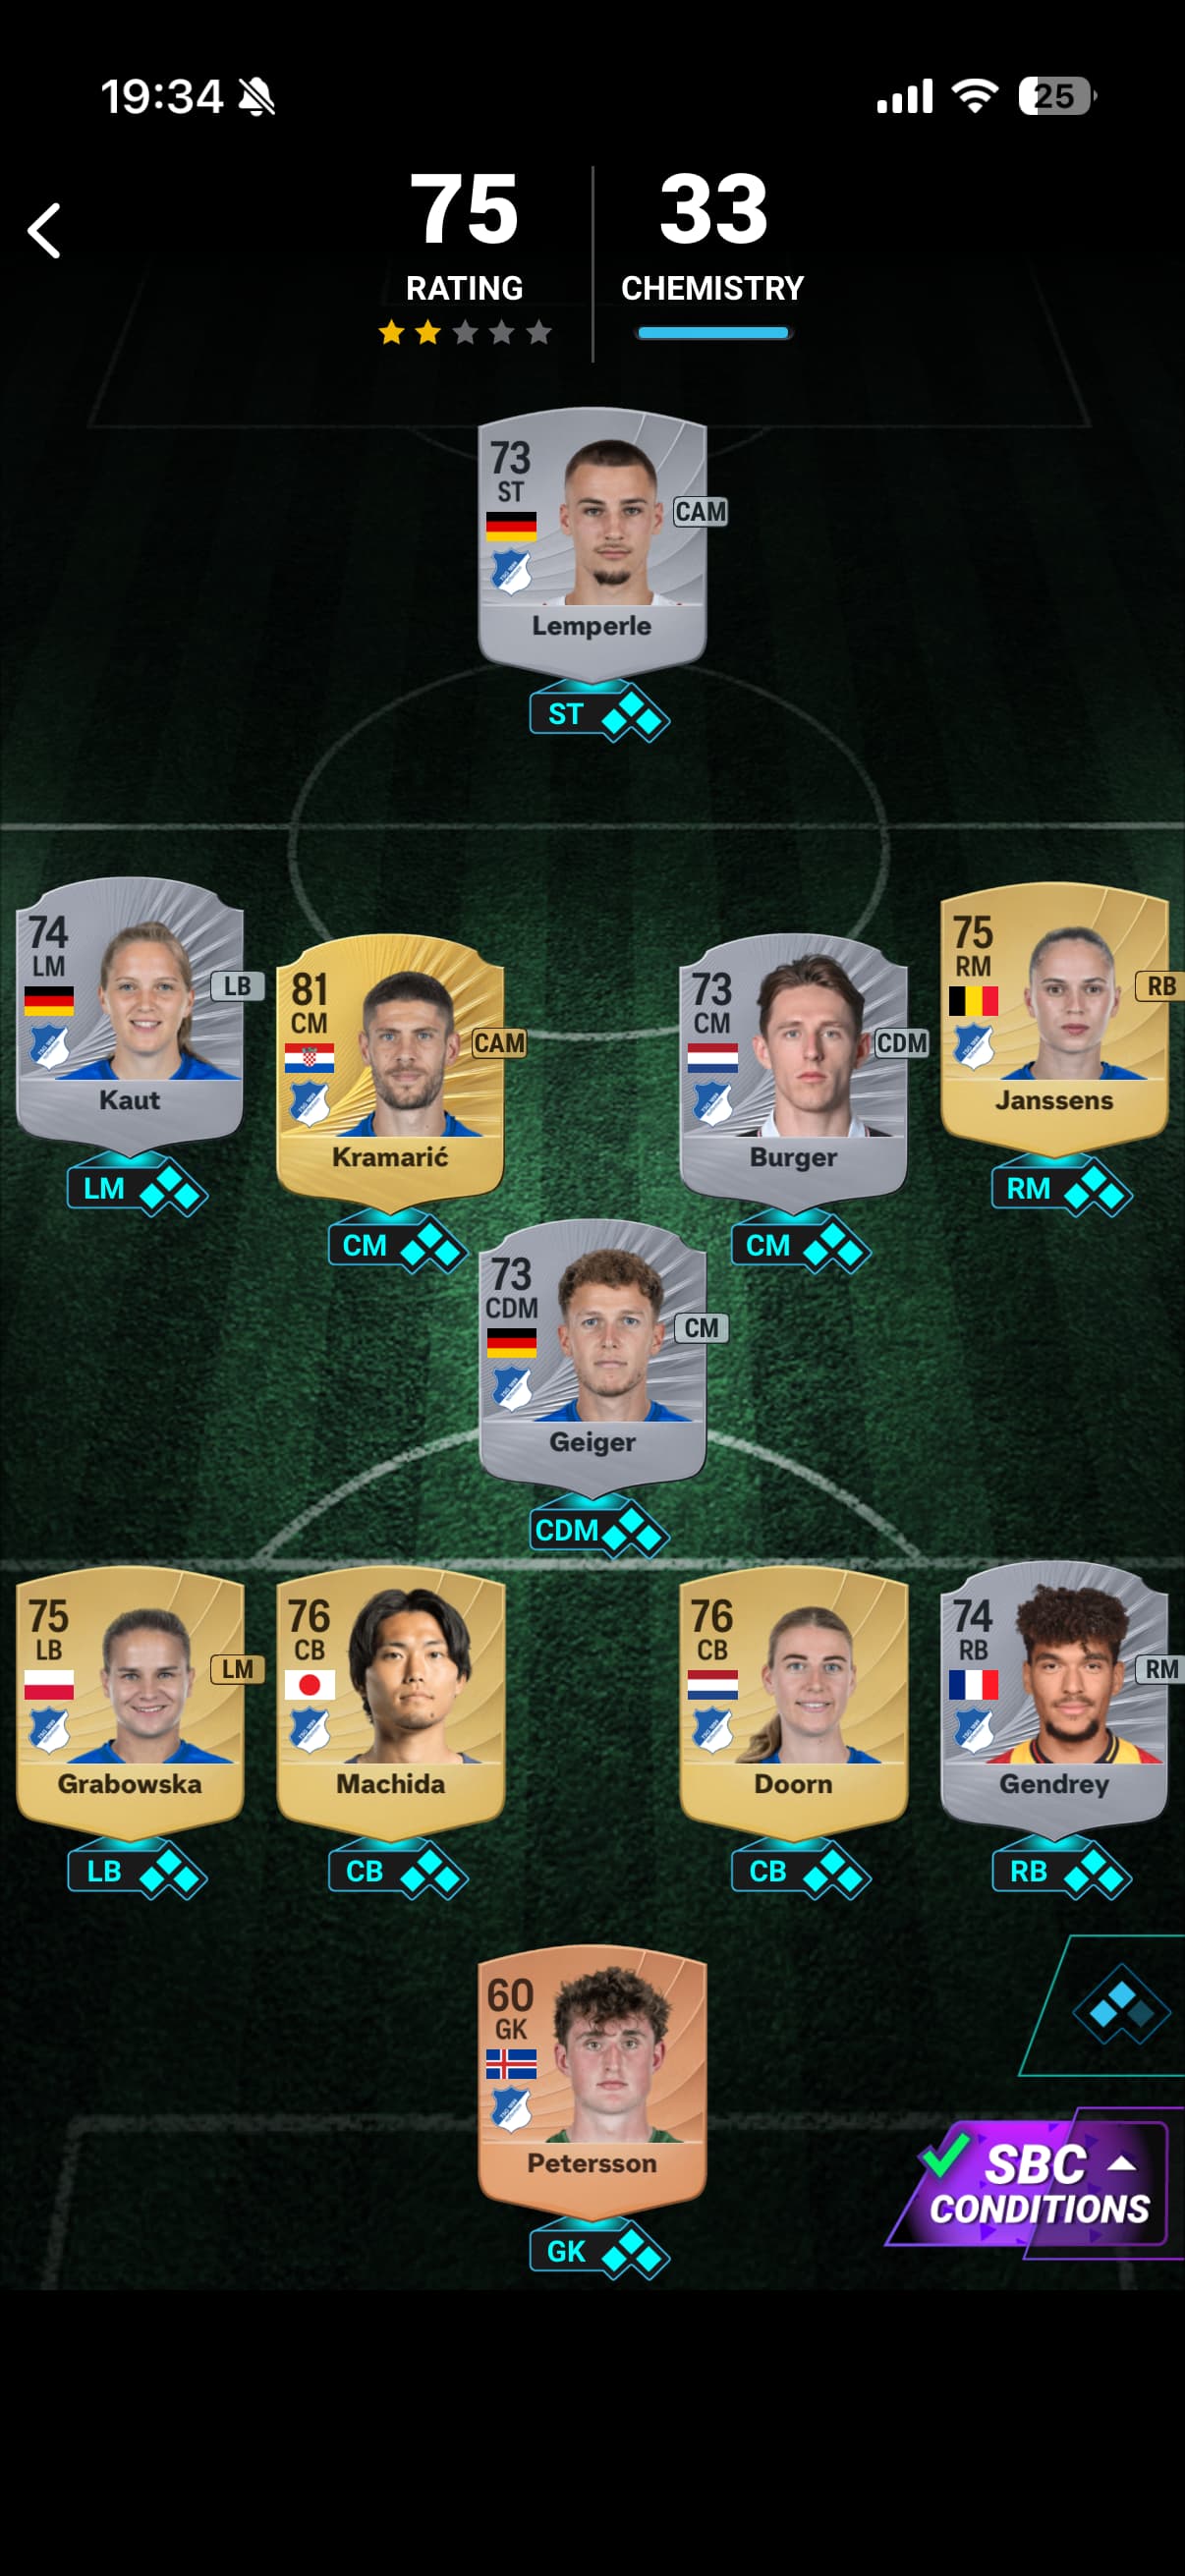 19:34
25
75
33
RATING
CHEMISTRY
73
ST
CAM
Lemperle
ST
74
LM
LB
Kaut
LM
81
CM
CAM
Kramarić
CM
73
CM
CDM
Burger
CM
75
RM
RB
Janssens
RM
73
CDM
CM
Geiger
CDM
75
LB
LM
Grabowska
LB
76
CB
Machida
CB
76
CB
Doorn
CB
74
RB
RM
Gendrey
RB
60
GK
Petersson
GK
SBC
CONDITIONS